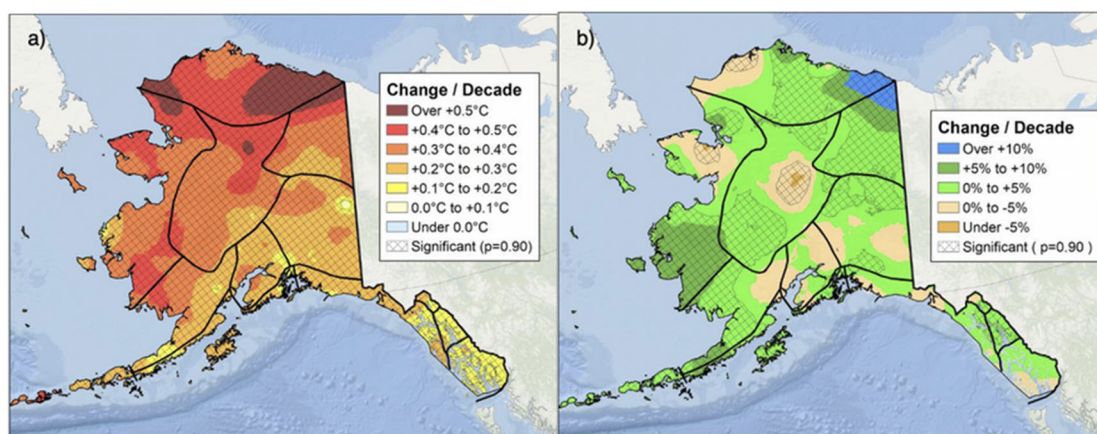 a)
Change / Decade
Over +0.5°C
+0.4°C to +0.5°C
+0.3°C to +0.4°C
+0.2°C to +0.3°C
+0.1°C to +0.2°C
0.0°C to +0.1°C
Under 0.0°C
Significant (p=0.90)
b)
Change / Decade
Over +10%
+5% to +10%
0% to +5%
0% to -5%
Under -5%
Significant ( p=0.90 )